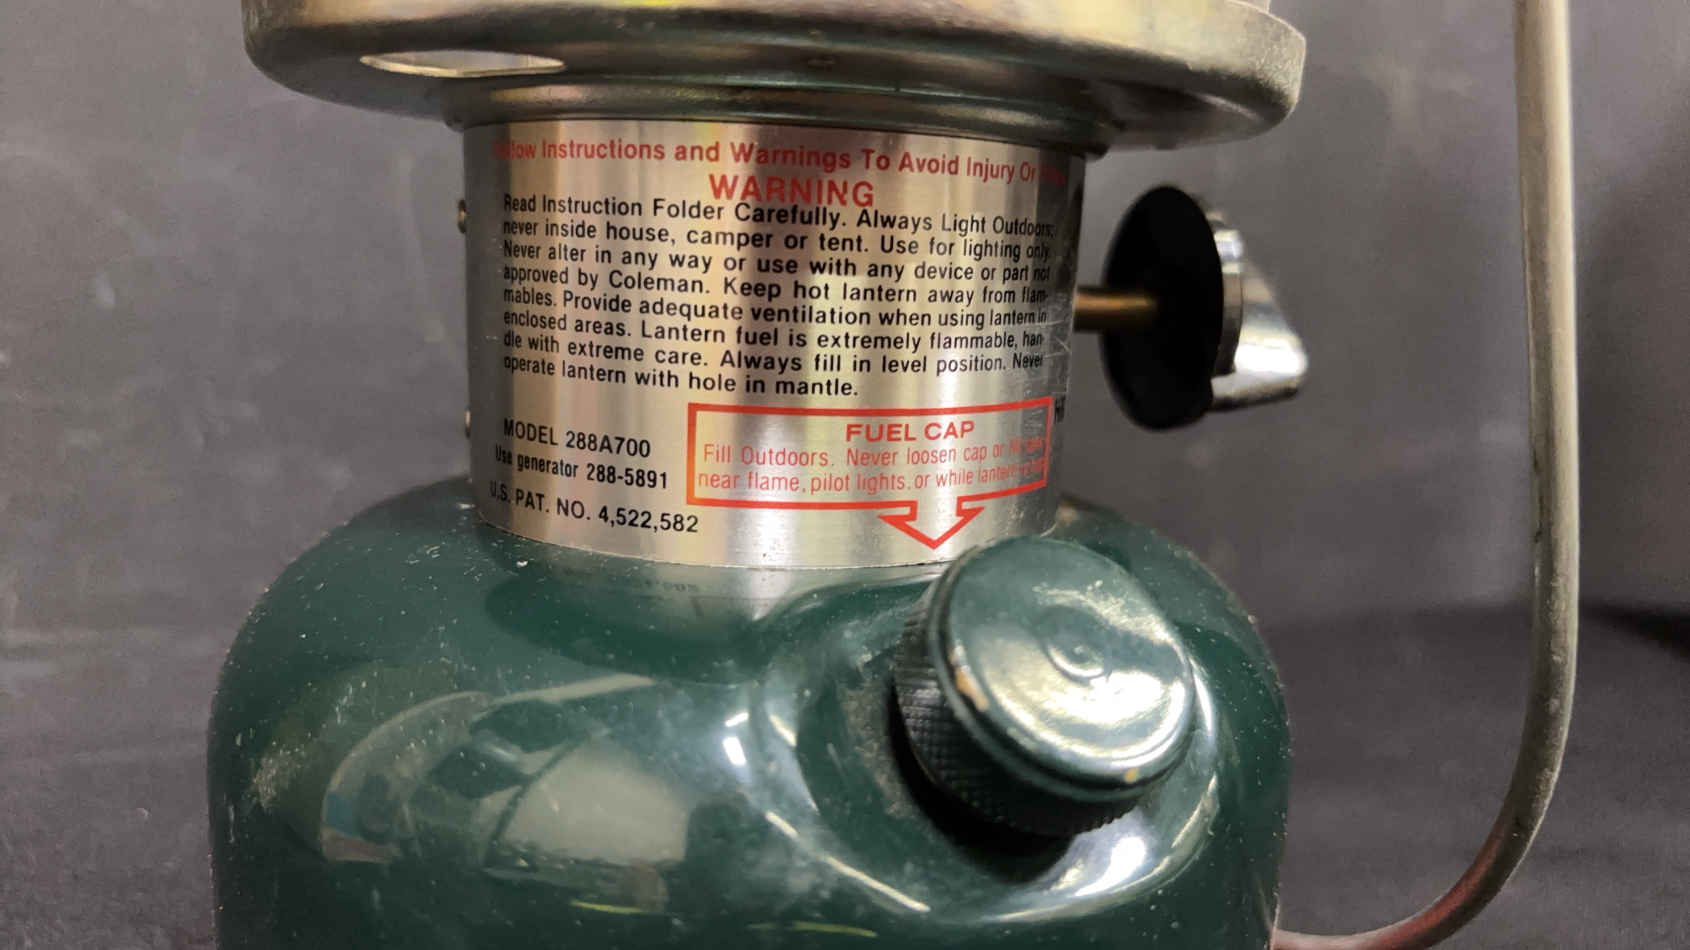 Instructions and Warnings To Avoid Injury Or
WARNING
Read Instruction Folder Carefully. Always Light Outdoors;
never inside house, camper or tent. Use for lighting only.
Never alter in any way or use with any device or part not
approved by Coleman. Keep hot lantern away from flam-
mables. Provide adequate ventilation when using lantern in
enclosed areas. Lantern fuel is extremely flammable, han-
dle with extreme care. Always fill in level position. Never
operate lantern with hole in mantle.
MODEL 288A700
Use generator 288-5891
U.S. PAT. NO. 4,522,582
FUEL CAP
Fill Outdoors. Never loosen cap or
near flame, pilot lights, or while lantern